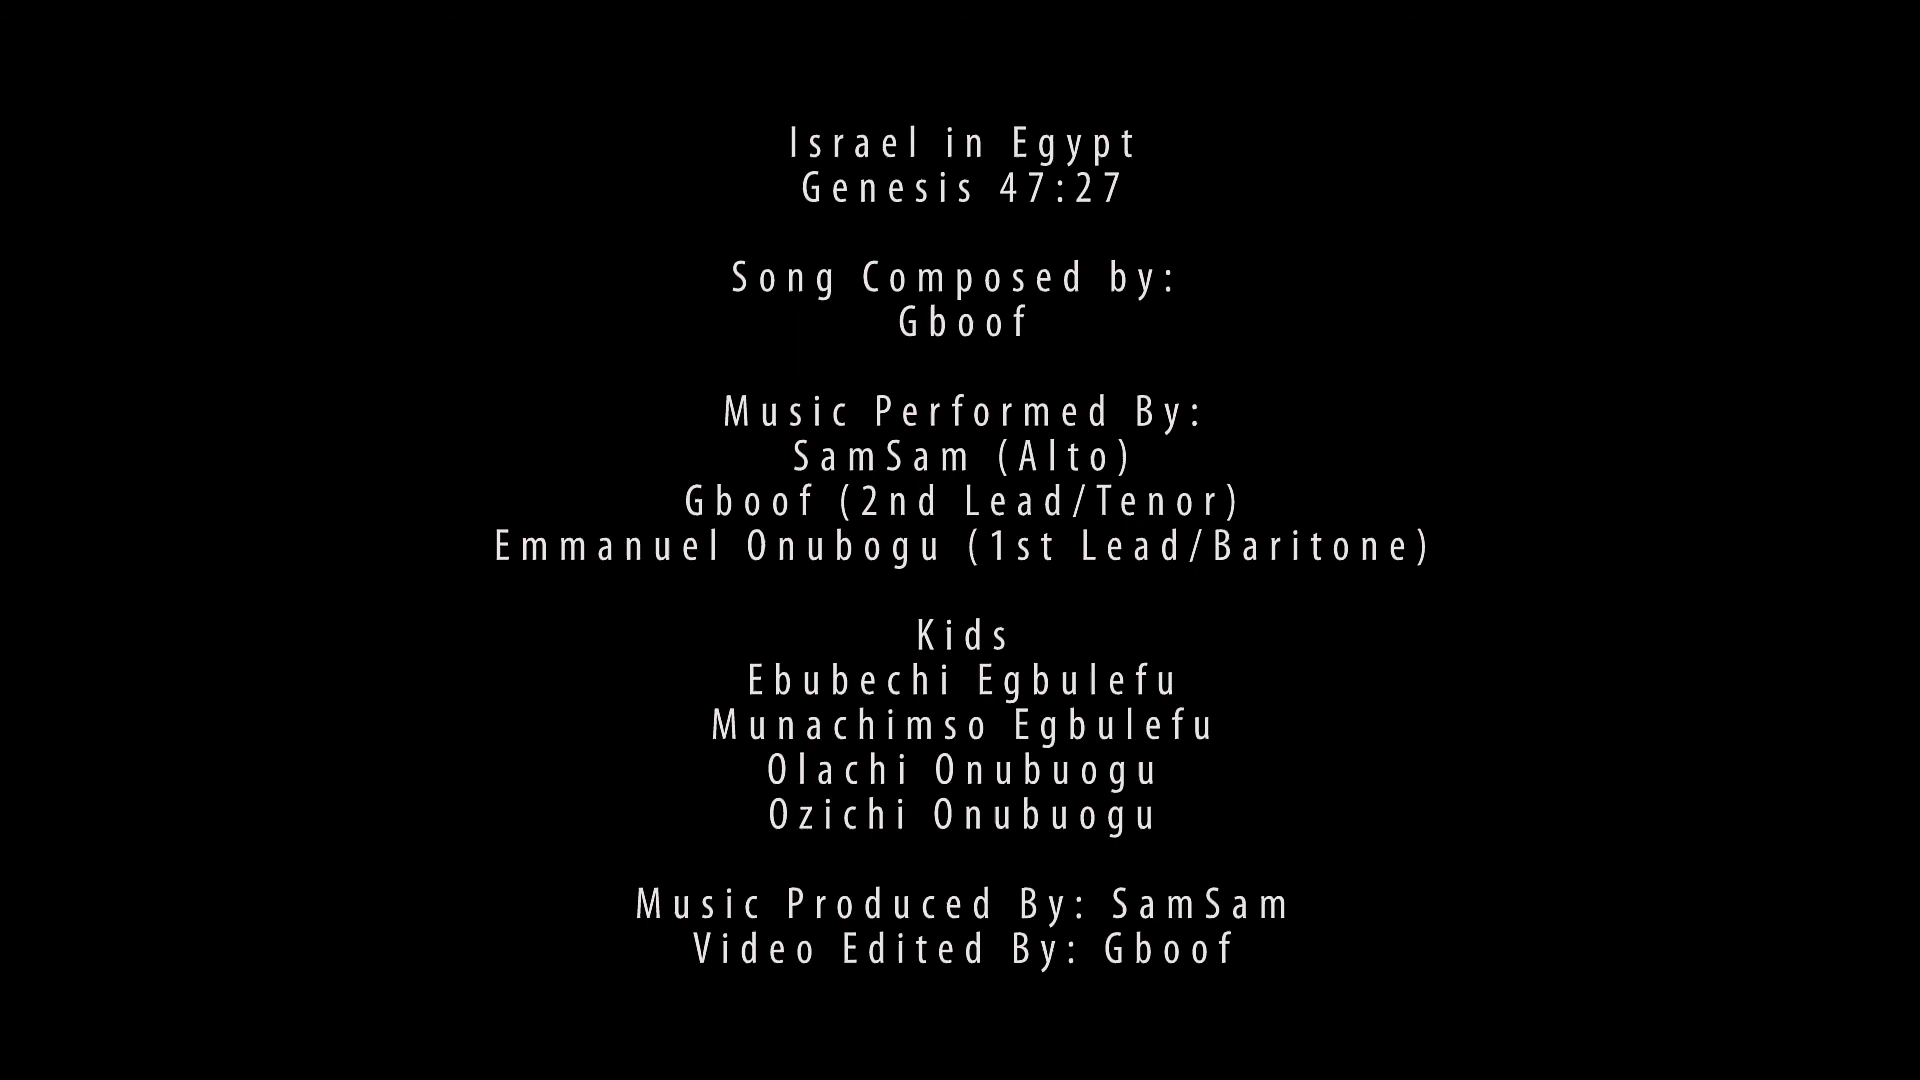 Israel in Egypt
Genesis 47:27
Song Composed by:
Gboof
Music Performed By:
SamSam (Alto)
Gboof (2nd Lead/Tenor)
Emmanuel Onubogu (1st Lead/Baritone)
Kids
Ebubechi Egbulefu
Munachimso Egbulefu
Olachi Onubuogu
Ozichi Onubuogu
Music Produced By: SamSam
Video Edited By: Gboof